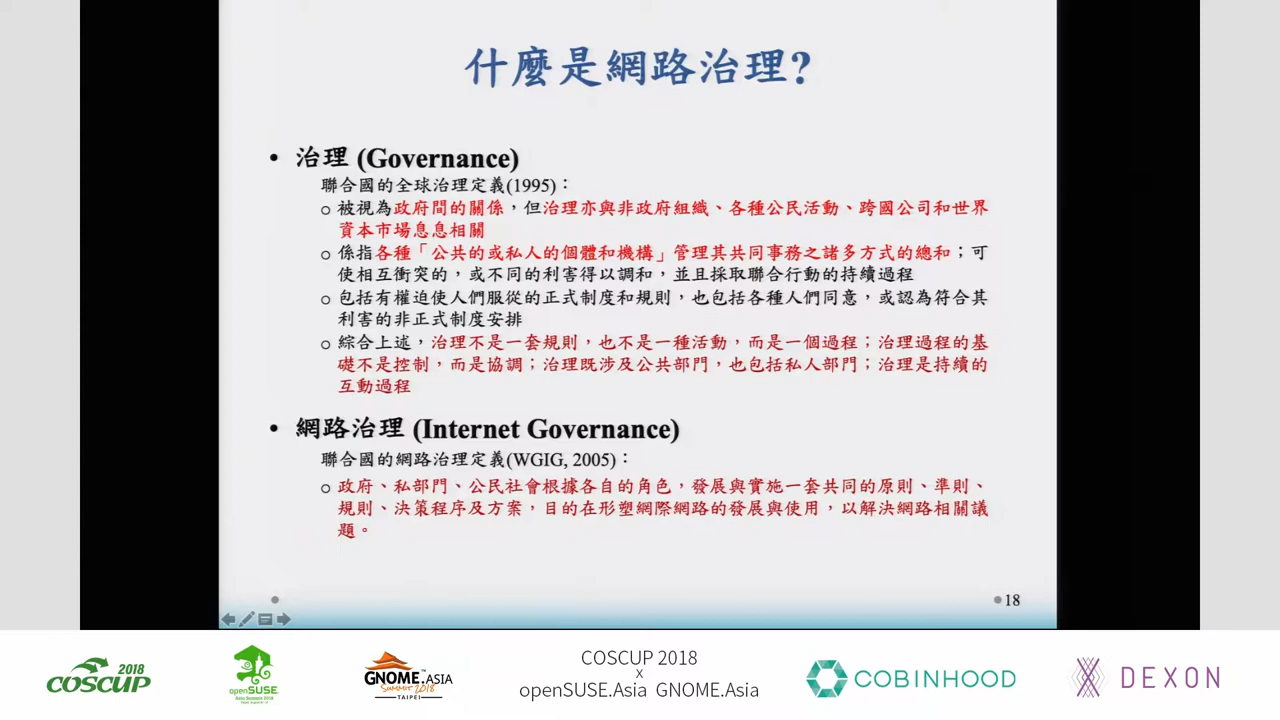 什麼是網路治理?
• 治理 (Governance)
聯合國的全球治理定義(1995)：
o 被視為政府間的關係，但治理亦與非政府組織、各種公民活動、跨國公司和世界
資本市場息息相關
o 係指各種「公共的或私人的個體和機構」管理其共同事務之諸多方式的總和；可
使相互衝突的，或不同的利害得以調和，並且採取聯合行動的持續過程
o 包括有權迫使人們服從的正式制度和規則，也包括各種人們同意，或認為符合其
利害的非正式制度安排
o 綜合上述，治理不是一套規則，也不是一種活動，而是一個過程；治理過程的基
礎不是控制，而是協調；治理既涉及公共部門，也包括私人部門；治理是持續的
互動過程
• 網路治理 (Internet Governance)
聯合國的網路治理定義(WGIG, 2005)：
o 政府、私部門、公民社會根據各自的角色，發展與實施一套共同的原則、準則、
規則、決策程序及方案，目的在形塑網際網路的發展與使用，以解決網路相關議
題。
18
2018
COSCUP
openSUSE
GNOME.ASIA
SUMMIT 2018
TAIPEI
COSCUP 2018
x
openSUSE.Asia GNOME.Asia
COBINHOOD
DEXON